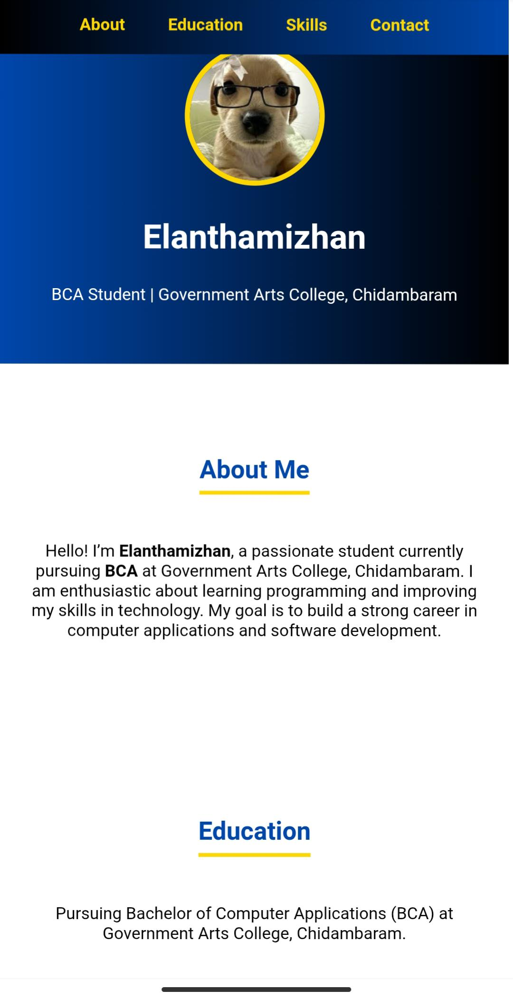 About Education Skills Contact
Elanthamizhan
BCA Student | Government Arts College, Chidambaram
About Me
Hello! I’m Elanthamizhan, a passionate student currently
pursuing BCA at Government Arts College, Chidambaram. I
am enthusiastic about learning programming and improving
my skills in technology. My goal is to build a strong career in
computer applications and software development.
Education
Pursuing Bachelor of Computer Applications (BCA) at
Government Arts College, Chidambaram.